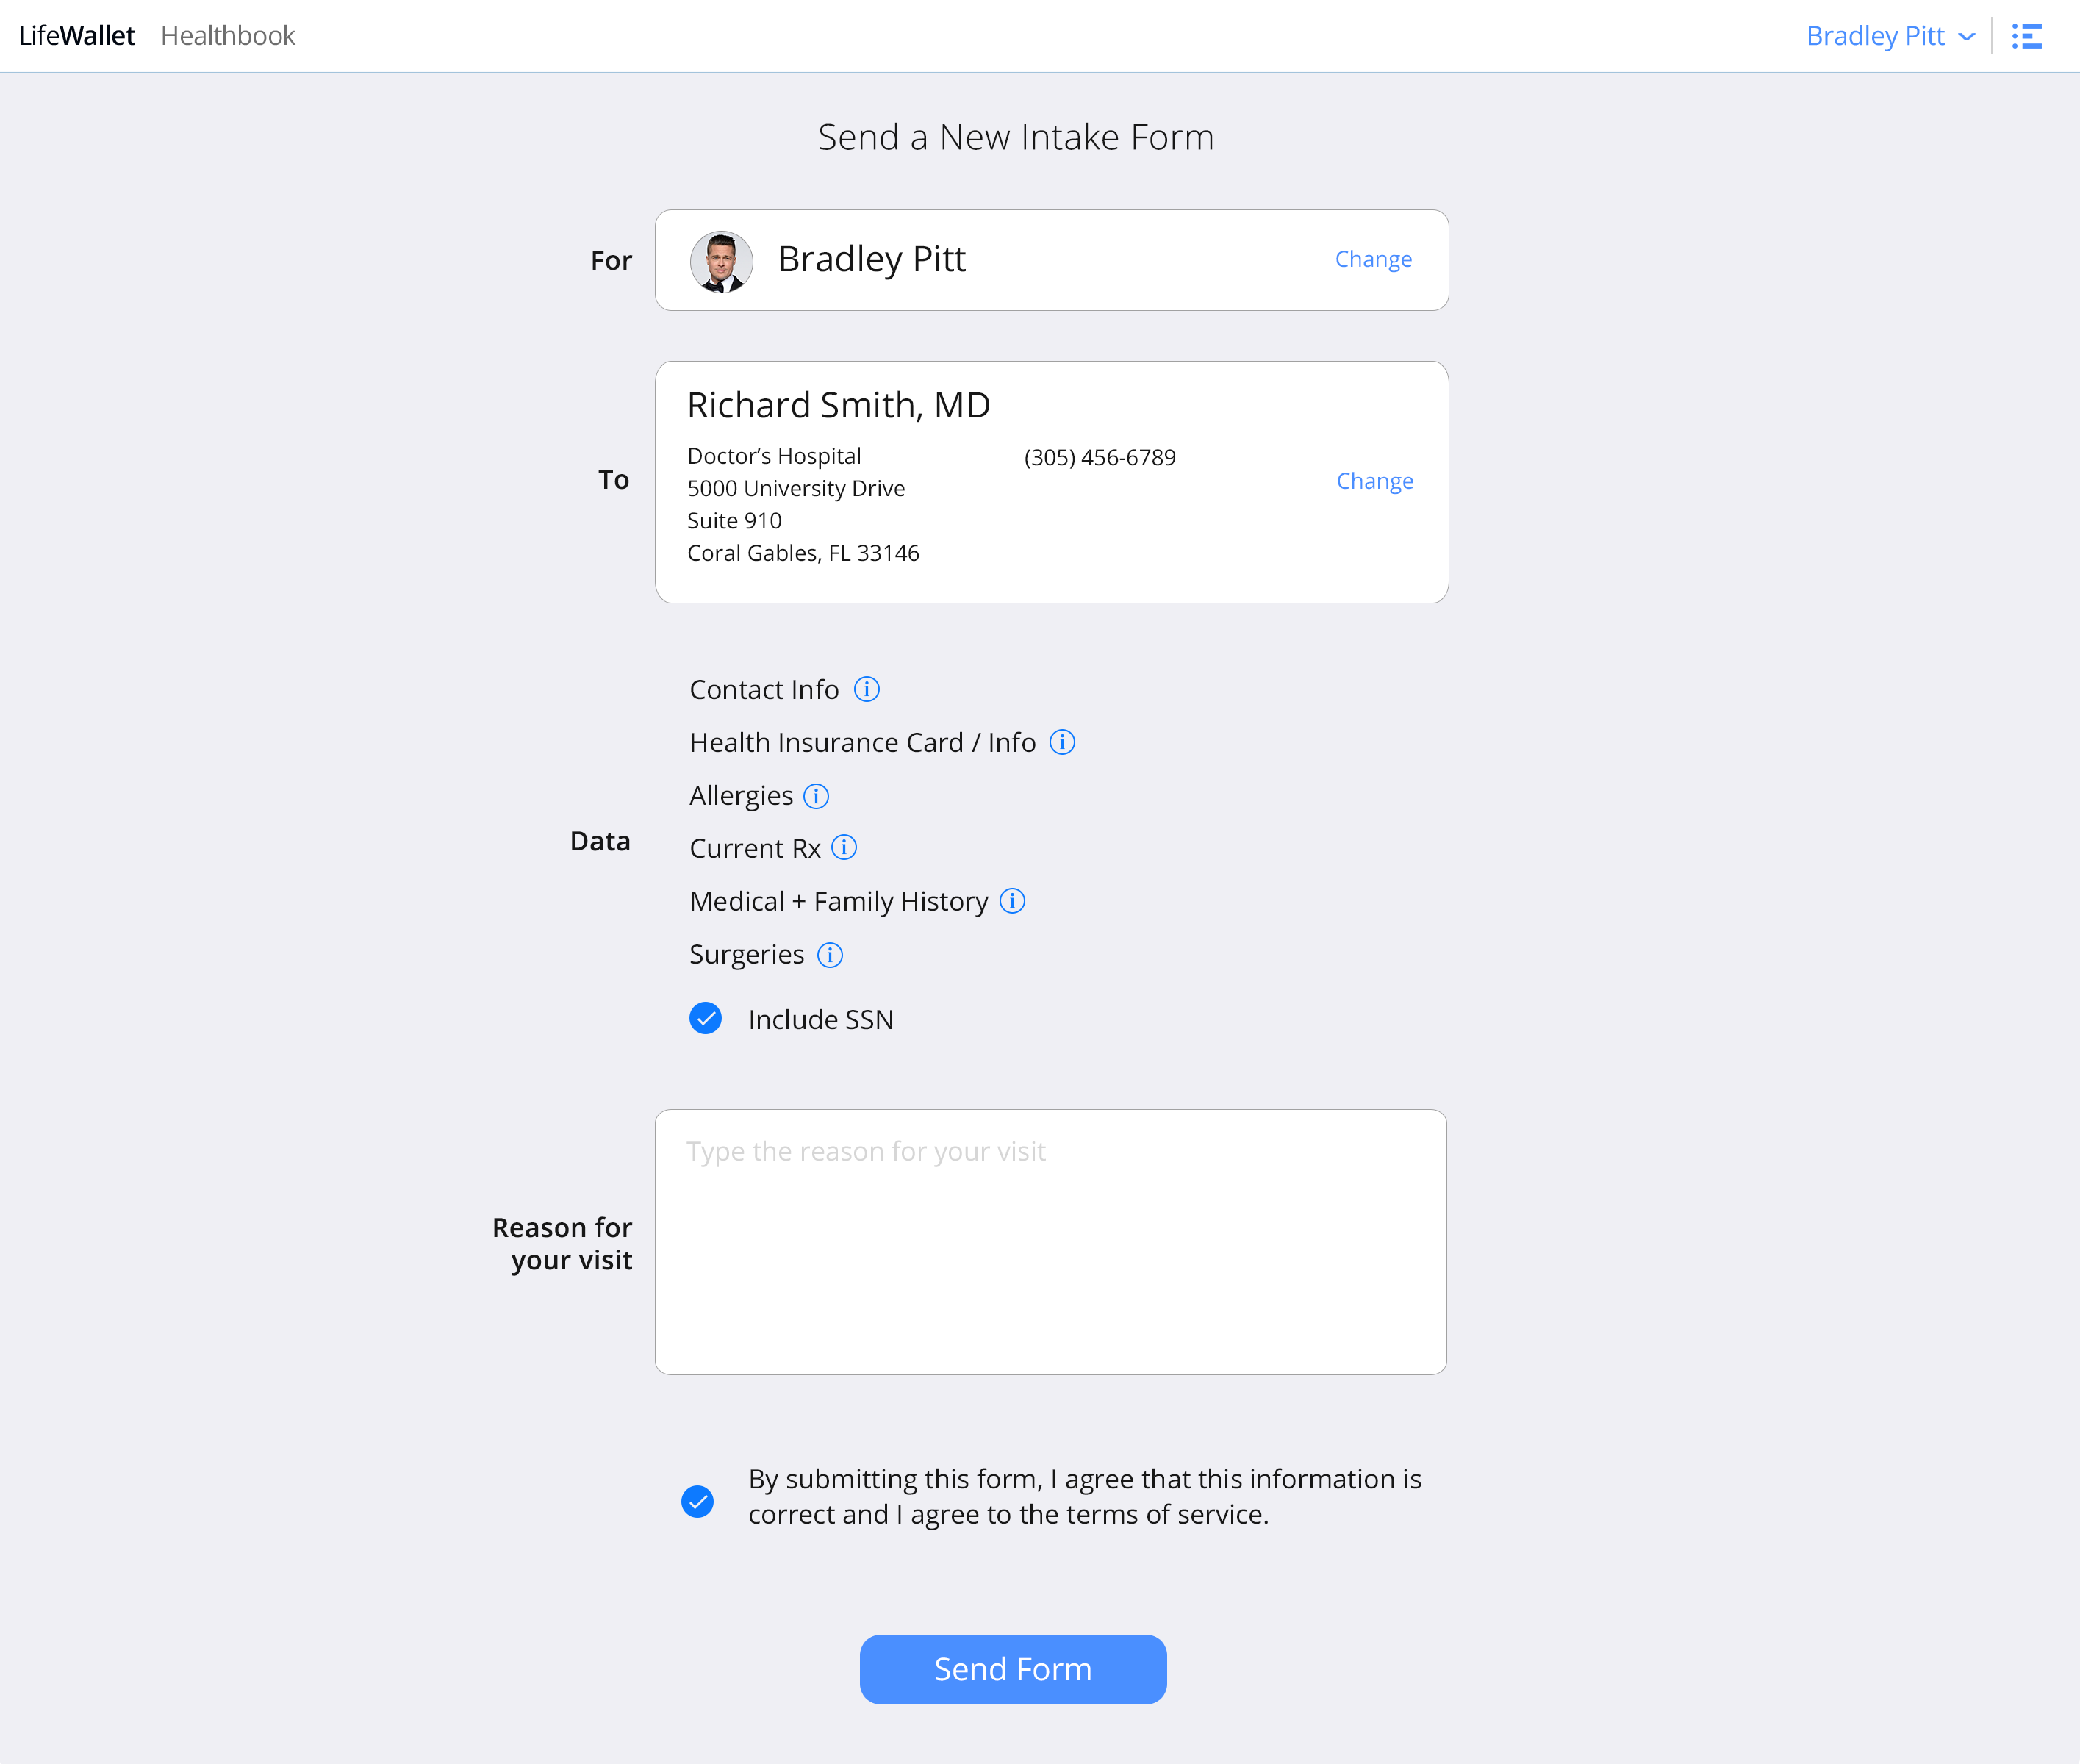 LifeWallet Healthbook Bradley Pitt
Send a New Intake Form
For Bradley Pitt Change
Richard Smith, MD
Doctor’s Hospital (305) 456-6789
To Change
5000 University Drive
Suite 910
Coral Gables, FL 33146
Data
Contact Info
Health Insurance Card / Info
Allergies
Current Rx
Medical + Family History
Surgeries
Include SSN
Reason for
your visit
Type the reason for your visit
By submitting this form, I agree that this information is
correct and I agree to the terms of service.
Send Form